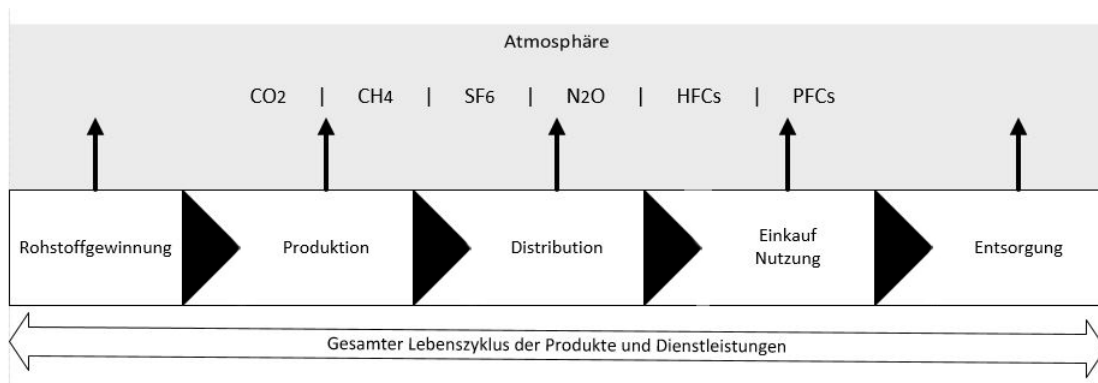 Atmosphäre
CO2 | CH4 | SF6 | N2O | HFCs | PFCs
Rohstoffgewinnung
Produktion
Distribution
Einkauf
Nutzung
Entsorgung
Gesamter Lebenszyklus der Produkte und Dienstleistungen